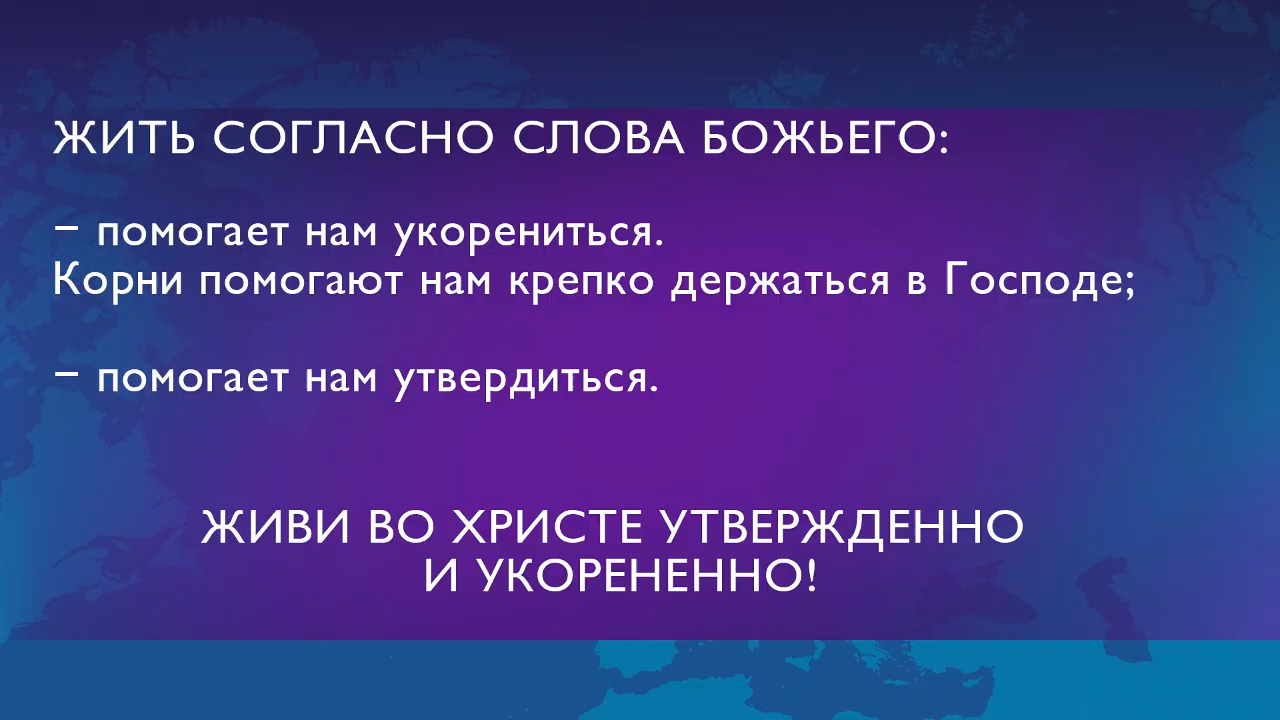 ЖИТЬ СОГЛАСНО СЛОВА БОЖЬЕГО:
− помогает нам укорениться.
Корни помогают нам крепко держаться в Господе;
− помогает нам утвердиться.
ЖИВИ ВО ХРИСТЕ УТВЕРЖДЕННО
И УКОРЕНЕННО!